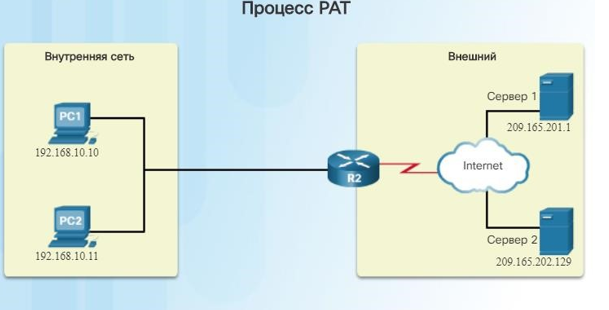 Процесс PAT
Внутренняя сеть
Внешний
PC1
192.168.10.10
PC2
192.168.10.11
R2
Internet
Сервер 1
209.165.201.1
Сервер 2
209.165.202.129